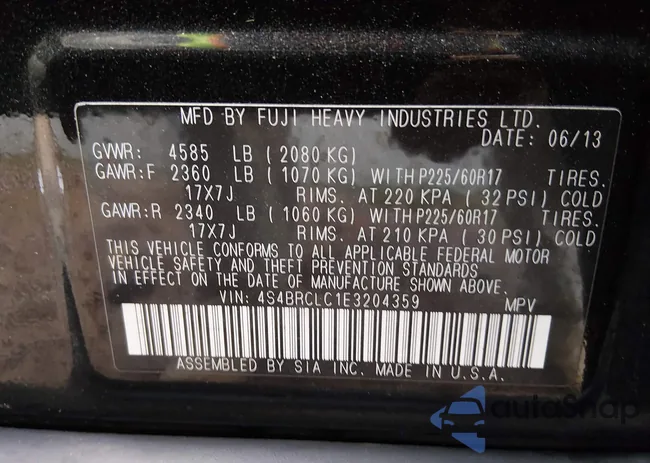 MFD BY FUJI HEAVY INDUSTRIES LTD.
DATE: 06/13
GVWR: 4585 LB (2080 KG)
GAWR:F 2360 LB (1070 KG) WITH P225/60R17 TIRES.
17X7J RIMS. AT 220 KPA (32 PSI) COLD
GAWR:R 2340 LB (1060 KG) WITH P225/60R17 TIRES.
17X7J RIMS. AT 210 KPA (30 PSI) COLD
THIS VEHICLE CONFORMS TO ALL APPLICABLE FEDERAL MOTOR
VEHICLE SAFETY AND THEFT PREVENTION STANDARDS
IN EFFECT ON THE DATE OF MANUFACTURE SHOWN ABOVE.
VIN: 4S4BRCLC1E3204359 MPV
ASSEMBLED BY SIA INC. MADE IN U.S.A.
autoSnap